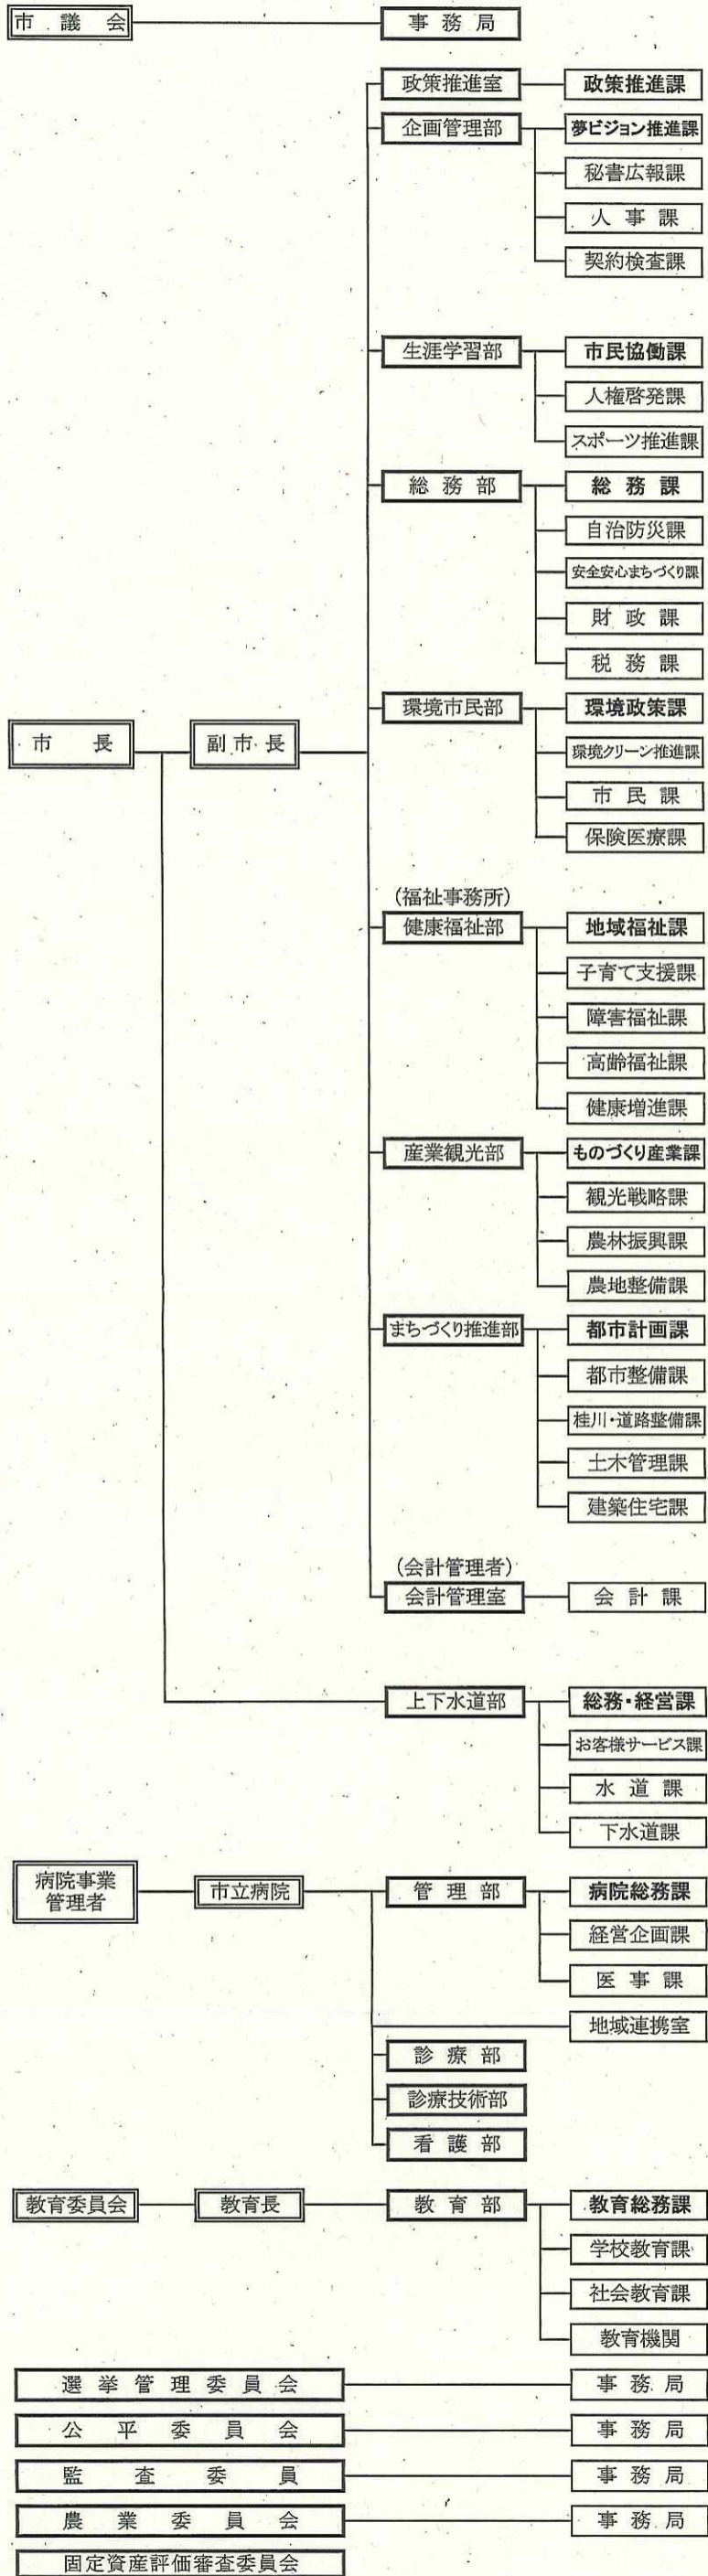 市議会
事務局
政策推進室
政策推進課
企画管理部
夢ビジョン推進課
秘書広報課
人事課
契約検査課
生涯学習部
市民協働課
人権啓発課
スポーツ推進課
総務部
総務課
自治防災課
安全安心まちづくり課
財政課
税務課
市長
副市長
環境市民部
環境政策課
環境クリーン推進課
市民課
保険医療課
(福祉事務所)
健康福祉部
地域福祉課
子育て支援課
障害福祉課
高齢福祉課
健康増進課
産業観光部
ものづくり産業課
観光戦略課
農林振興課
農地整備課
まちづくり推進部
都市計画課
都市整備課
桂川・道路整備課
土木管理課
建築住宅課
(会計管理者)
会計管理室
会計課
上下水道部
総務・経営課
お客様サービス課
水道課
下水道課
病院事業
管理者
市立病院
管理部
病院総務課
経営企画課
医事課
地域連携室
診療部
診療技術部
看護部
教育委員会
教育長
教育部
教育総務課
学校教育課
社会教育課
教育機関
選挙管理委員会
事務局
公平委員会
事務局
監査委員
事務局
農業委員会
事務局
固定資産評価審査委員会